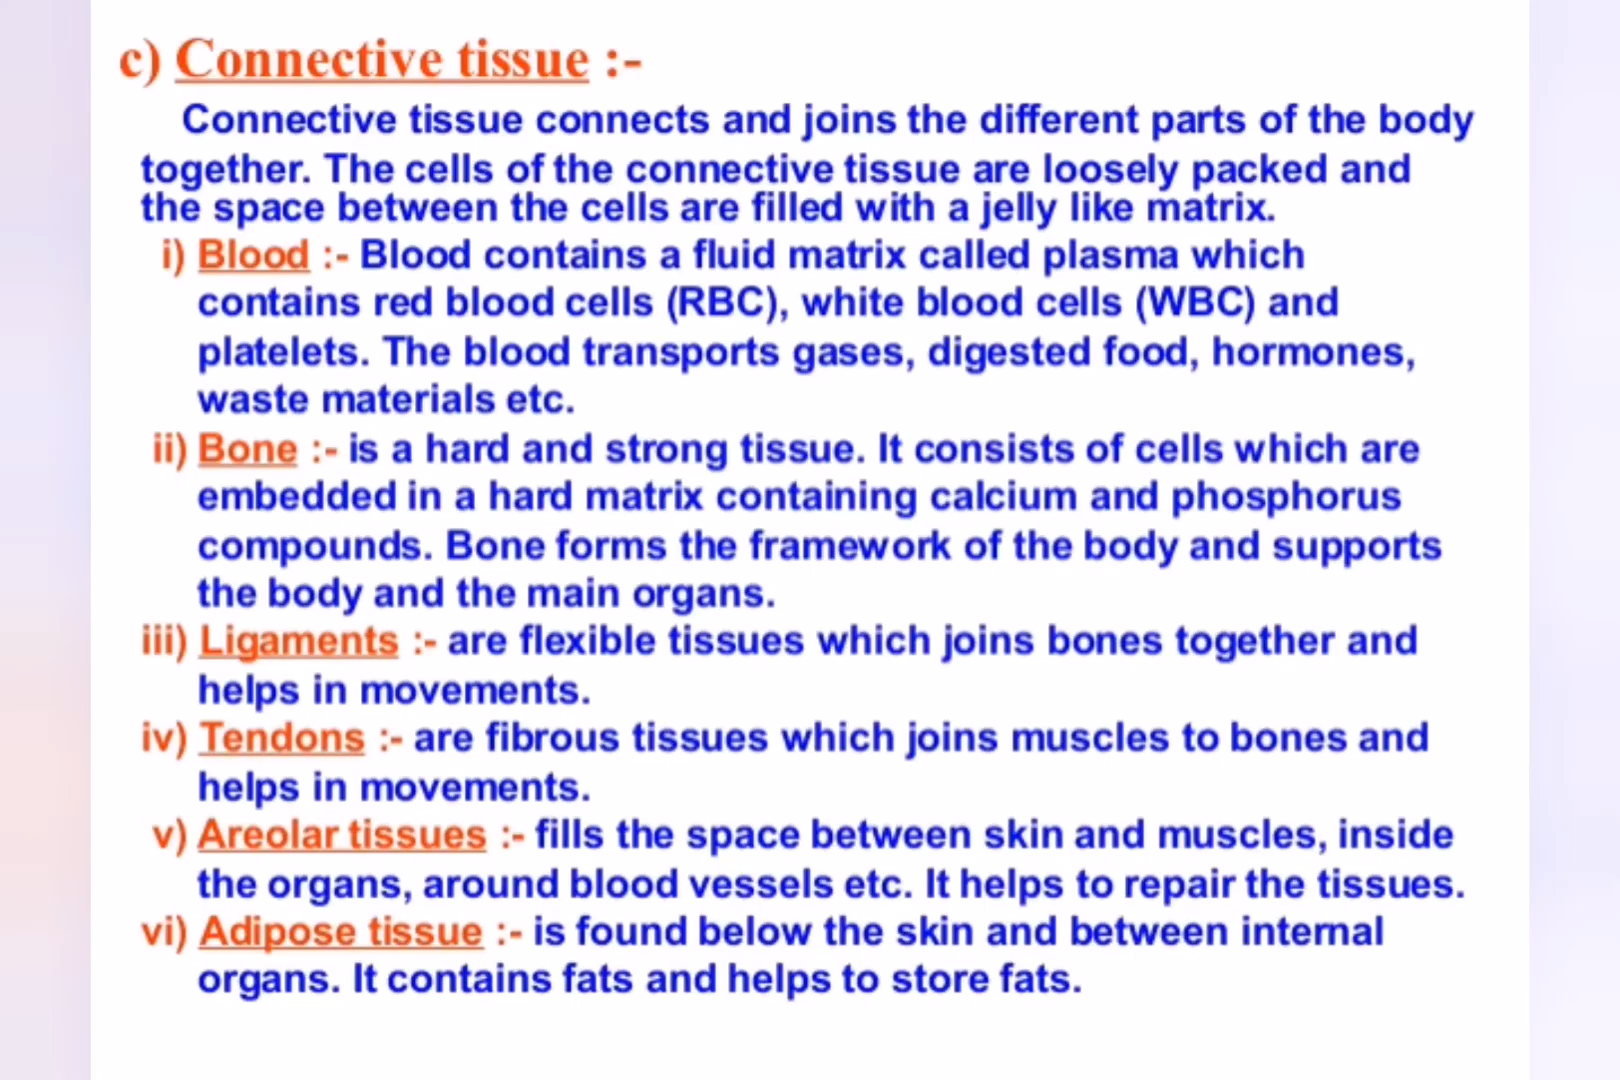 c) Connective tissue :-
Connective tissue connects and joins the different parts of the body
together. The cells of the connective tissue are loosely packed and
the space between the cells are filled with a jelly like matrix.
i) Blood :- Blood contains a fluid matrix called plasma which
contains red blood cells (RBC), white blood cells (WBC) and
platelets. The blood transports gases, digested food, hormones,
waste materials etc.
ii) Bone :- is a hard and strong tissue. It consists of cells which are
embedded in a hard matrix containing calcium and phosphorus
compounds. Bone forms the framework of the body and supports
the body and the main organs.
iii) Ligaments :- are flexible tissues which joins bones together and
helps in movements.
iv) Tendons :- are fibrous tissues which joins muscles to bones and
helps in movements.
v) Areolar tissues :- fills the space between skin and muscles, inside
the organs, around blood vessels etc. It helps to repair the tissues.
vi) Adipose tissue :- is found below the skin and between internal
organs. It contains fats and helps to store fats.